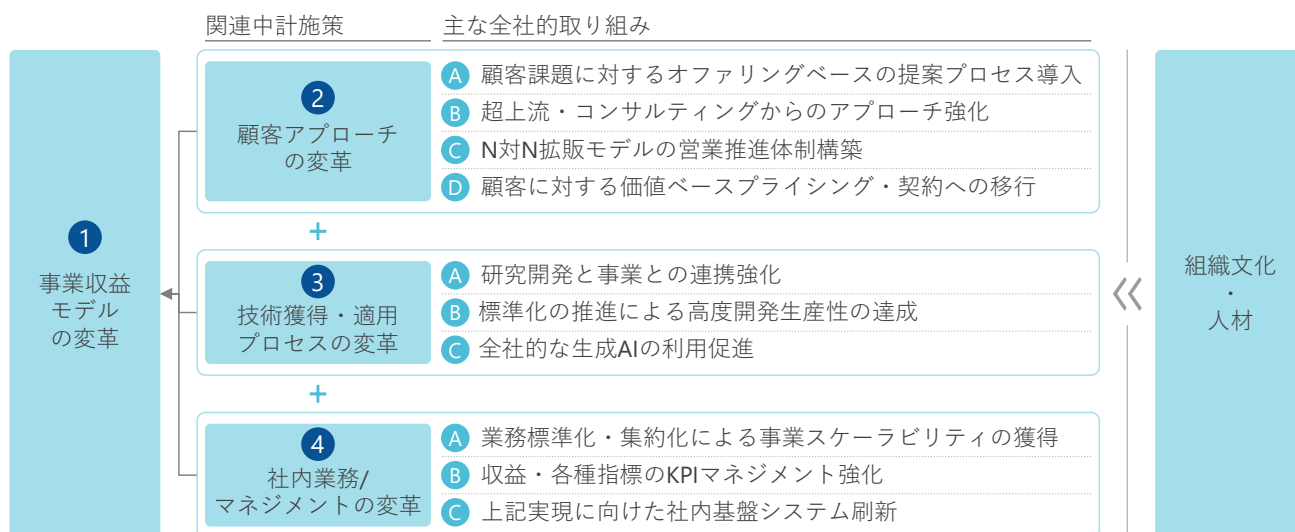 関連中計施策 主な全社的取り組み
1
事業収益
モデル
の変革
2
顧客アプローチ
の変革
A 顧客課題に対するオファリングベースの提案プロセス導入
B 超上流・コンサルティングからのアプローチ強化
C N対N拡販モデルの営業推進体制構築
D 顧客に対する価値ベースプライシング・契約への移行
+
3
技術獲得・適用
プロセスの変革
A 研究開発と事業との連携強化
B 標準化の推進による高度開発生産性の達成
C 全社的な生成AIの利用促進
+
4
社内業務/
マネジメントの変革
A 業務標準化・集約化による事業スケーラビリティの獲得
B 収益・各種指標のKPIマネジメント強化
C 上記実現に向けた社内基盤システム刷新
組織文化
・
人材